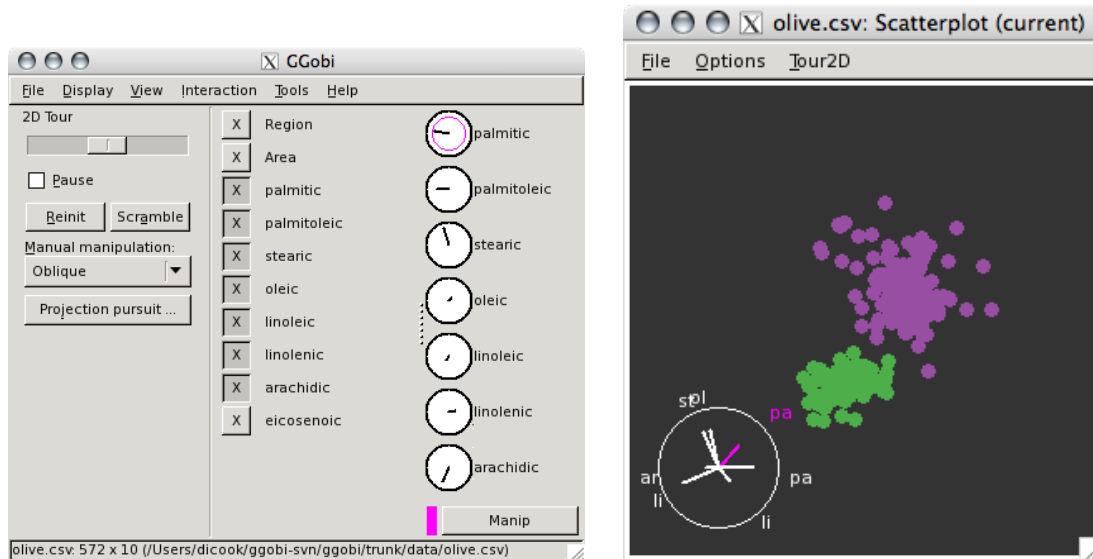 X GGobi
File Display View Interaction Tools Help
2D Tour
Pause
Reinit Scramble
Manual manipulation:
Oblique
Projection pursuit ...
X Region
X Area
X palmitic
X palmitoleic
X stearic
X oleic
X linoleic
X linolenic
X arachidic
X eicosenoic
palmitic
palmitoleic
stearic
oleic
linoleic
linolenic
arachidic
Manip
olive.csv: 572 x 10 (/Users/dicook/ggobi-svn/ggobi/trunk/data/olive.csv)
X olive.csv: Scatterplot (current)
File Options Tour2D
pa
ar
li
pa
li